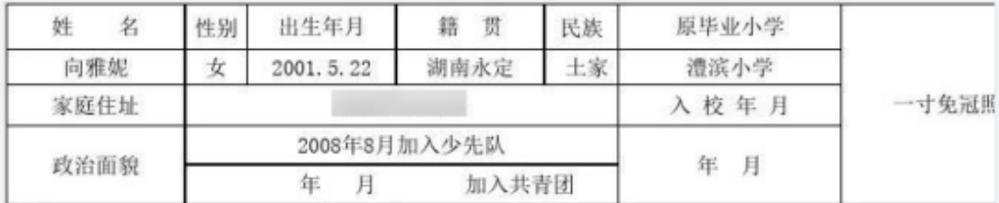 姓 名 性别 出生年月 籍 贯 民族 原毕业小学
向雅妮 女 2001.5.22 湖南永定 土家 澧滨小学
家庭住址 入 校 年 月 一寸免冠照
政治面貌 2008年8月加入少先队 年 月
年 月 加入共青团